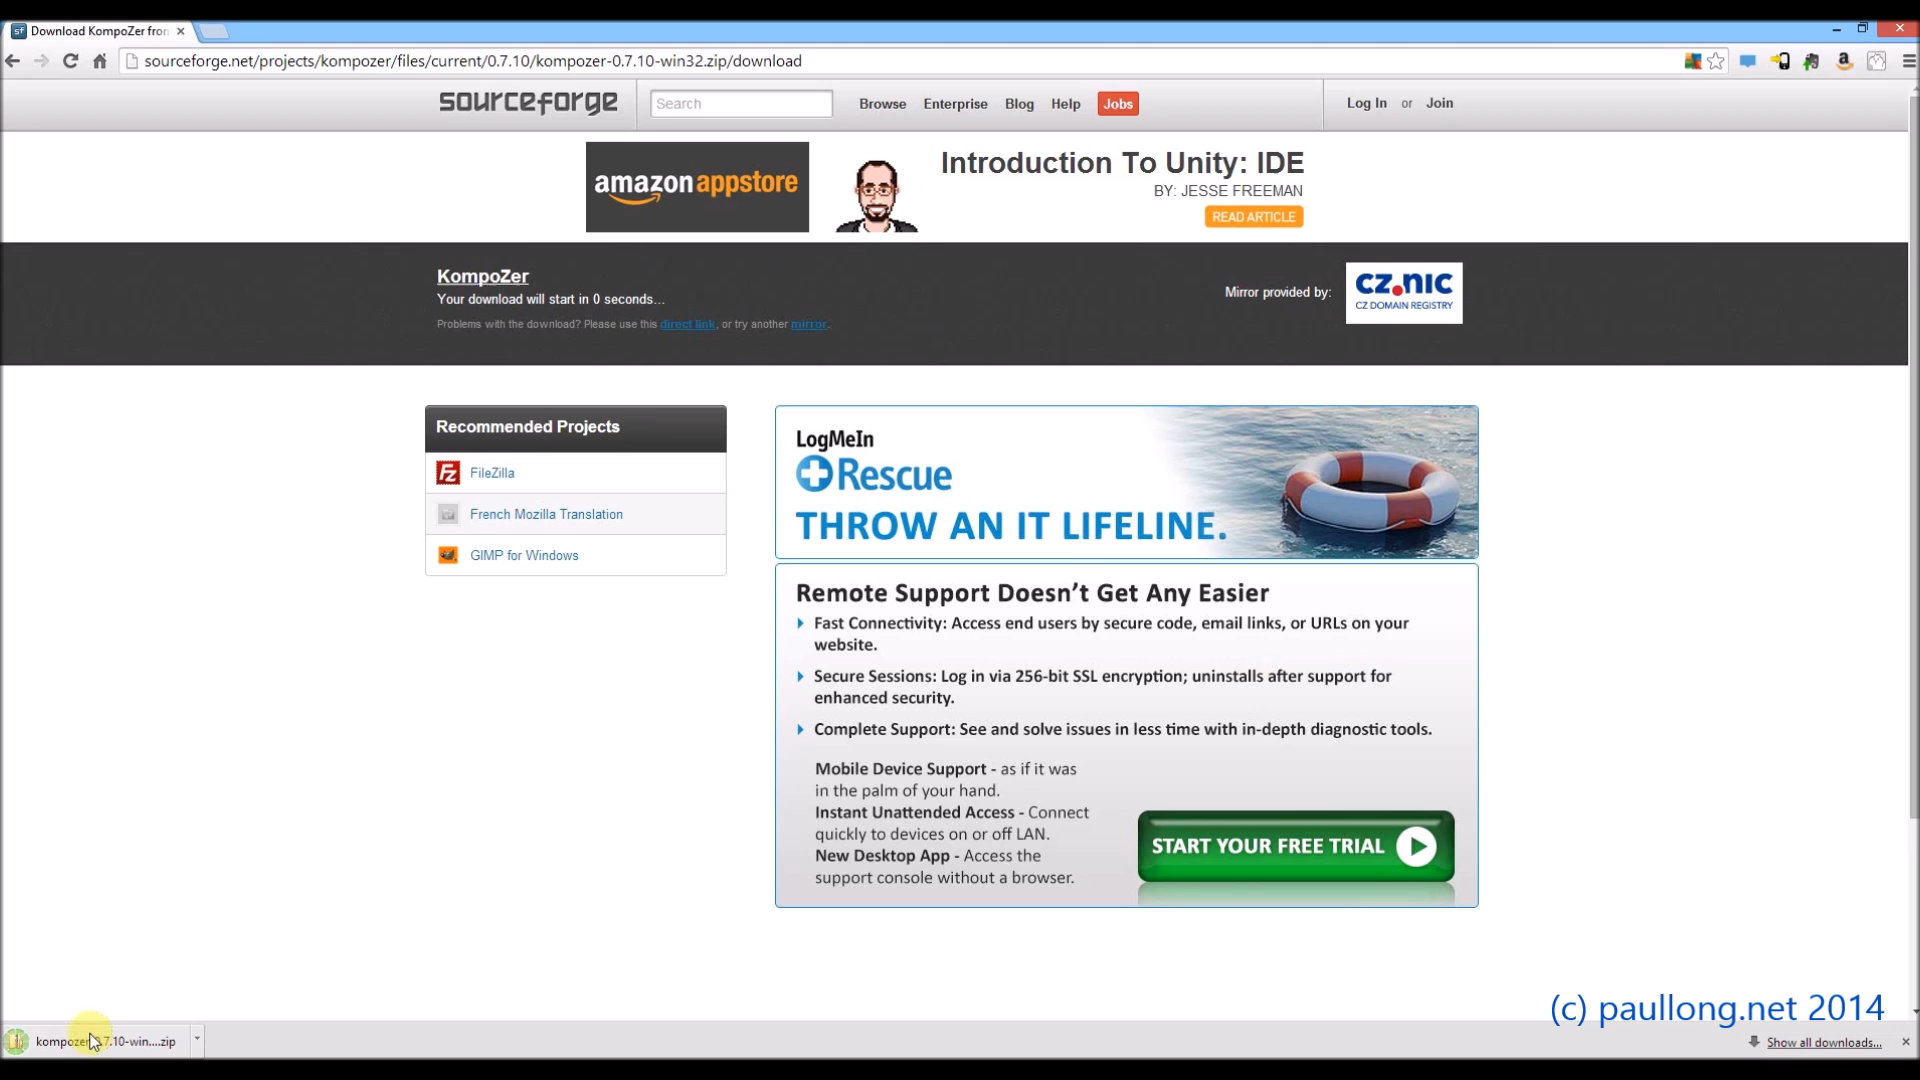 Download KompoZer fron
sourceforge.net/projects/kompozer/files/current/0.7.10/kompozer-0.7.10-win32.zip/download
sourceforge
Search
Browse Enterprise Blog Help Jobs
Log In or Join
amazon appstore
Introduction To Unity: IDE
BY: JESSE FREEMAN
READ ARTICLE
KompoZer
Your download will start in 0 seconds...
Problems with the download? Please use this direct link, or try another mirror.
Mirror provided by:
CZ.NIC
CZ DOMAIN REGISTRY
Recommended Projects
FileZilla
French Mozilla Translation
GIMP for Windows
LogMeIn
Rescue
THROW AN IT LIFELINE.
Remote Support Doesn't Get Any Easier
Fast Connectivity: Access end users by secure code, email links, or URLs on your
website.
Secure Sessions: Log in via 256-bit SSL encryption; uninstalls after support for
enhanced security.
Complete Support: See and solve issues in less time with in-depth diagnostic tools.
Mobile Device Support - as if it was
in the palm of your hand.
Instant Unattended Access - Connect
quickly to devices on or off LAN.
New Desktop App - Access the
support console without a browser.
START YOUR FREE TRIAL
(c) paullong.net 2014
kompozer-0.7.10-win....zip
Show all downloads...